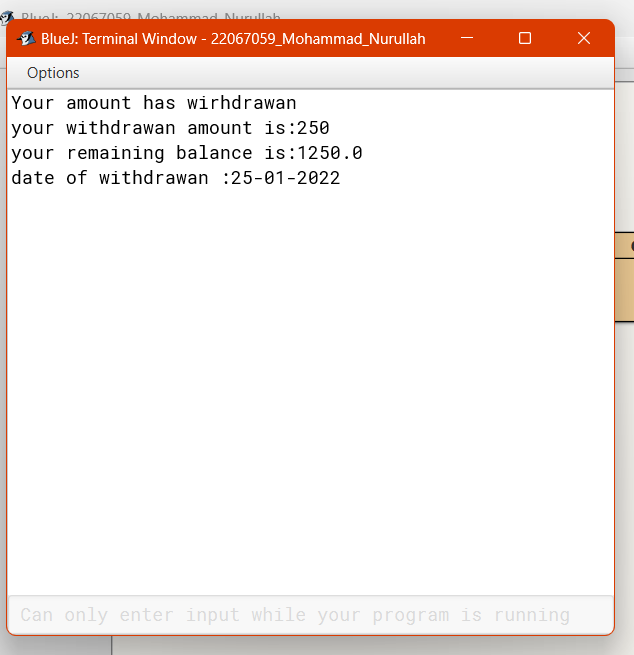 BlueJ: 22067059_Mohammad_Nurullah
BlueJ: Terminal Window - 22067059_Mohammad_Nurullah
Options
Your amount has wirhdrawan
your withdrawan amount is:250
your remaining balance is:1250.0
date of withdrawan :25-01-2022
Can only enter input while your program is running